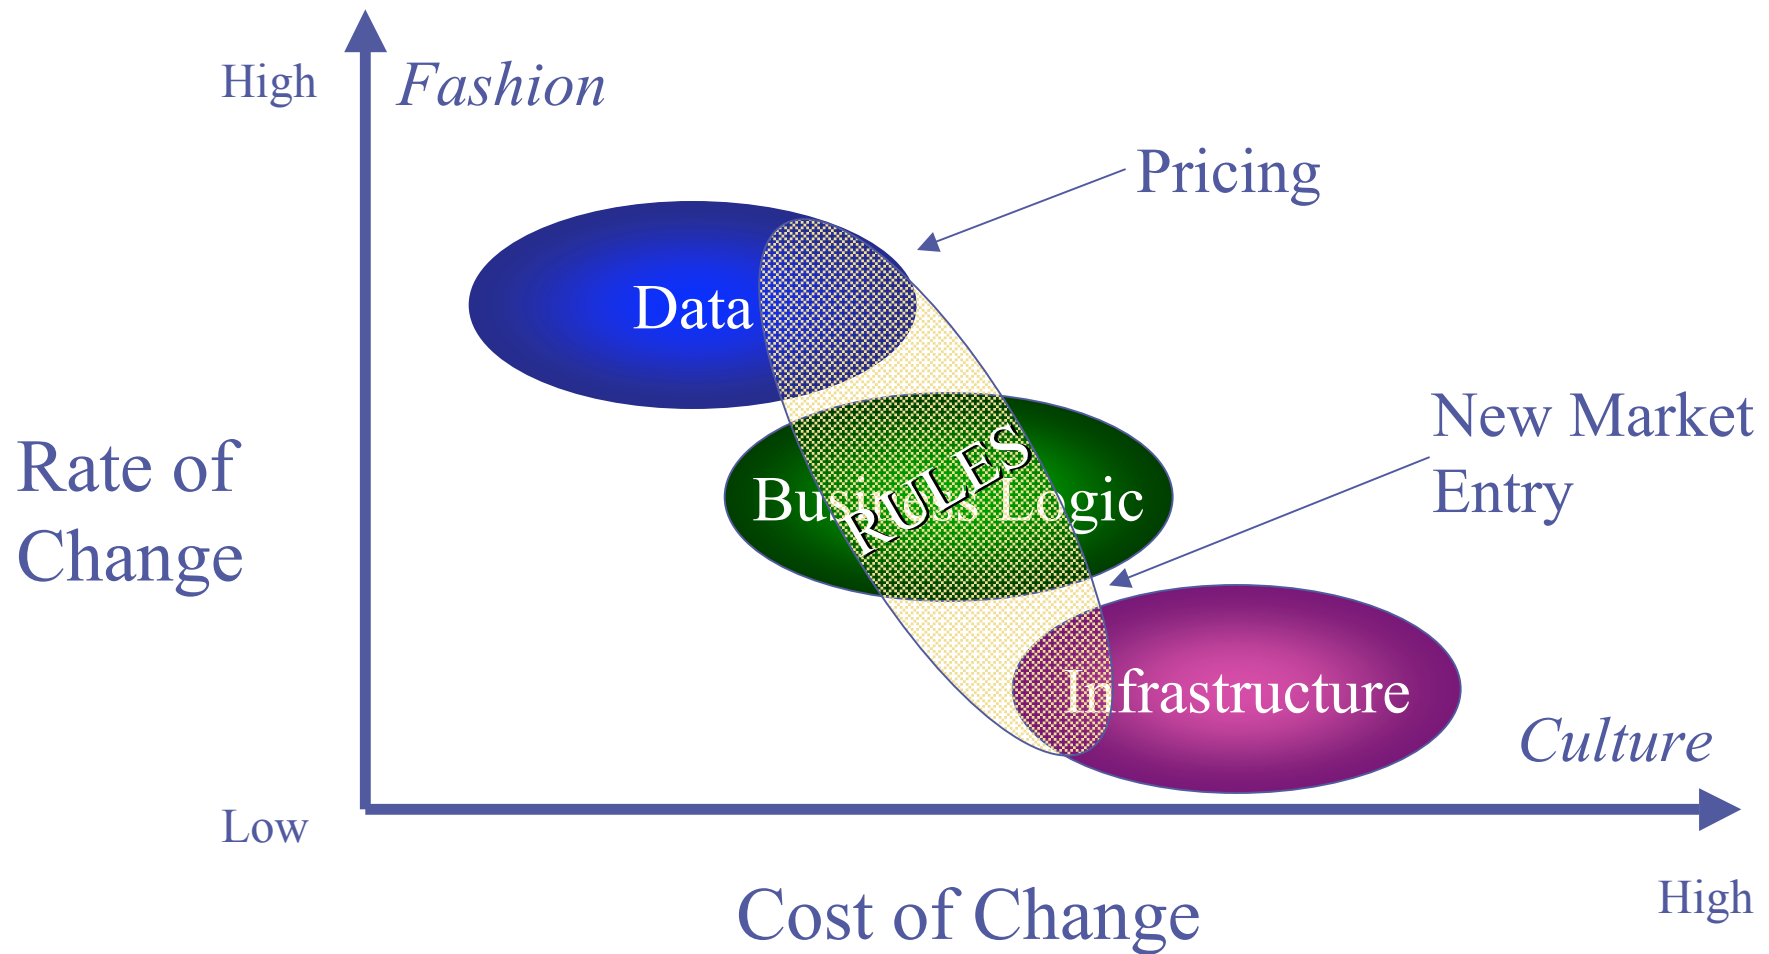 High
Fashion
Pricing
Data
New Market
Entry
Rate of
Change
RULES
Business Logic
Infrastructure
Culture
Low
High
Cost of Change